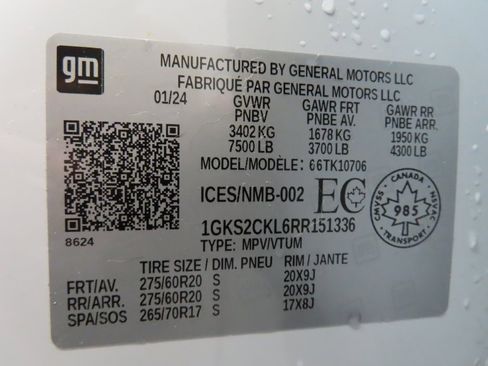 gm
MANUFACTURED BY GENERAL MOTORS LLC
FABRIQUÉ PAR GENERAL MOTORS LLC
01/24 GVWR GAWR FRT GAWR RR
PNBV PNBE AV. PNBE ARR.
3402 KG 1678 KG 1950 KG
7500 LB 3700 LB 4300 LB
MODEL/MODÈLE: 66TK10706
ICES/NMB-002 EC
CANADA
CMVSS NSVAC
985
TRANSPORT
1GKS2CKL6RR151336
8624 TYPE: MPV/VTUM
TIRE SIZE / DIM. PNEU RIM / JANTE
FRT/AV. 275/60R20 S 20X9J
RR/ARR. 275/60R20 S 20X9J
SPA/SOS 265/70R17 S 17X8J